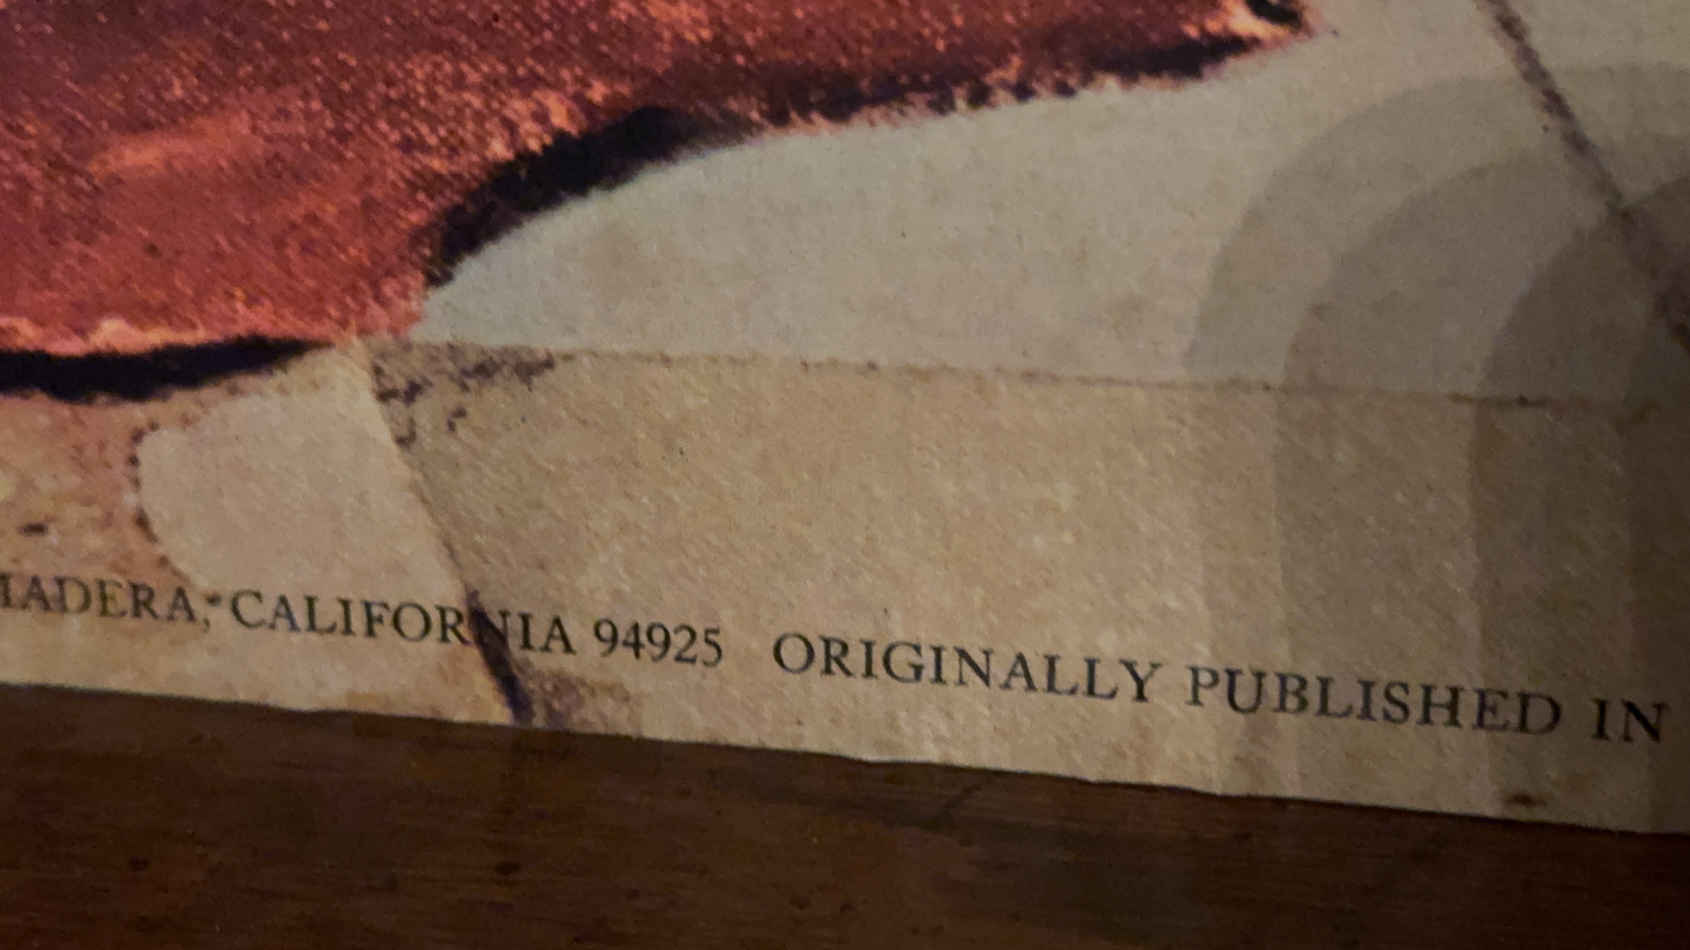 MADERA, CALIFORNIA 94925 ORIGINALLY PUBLISHED IN